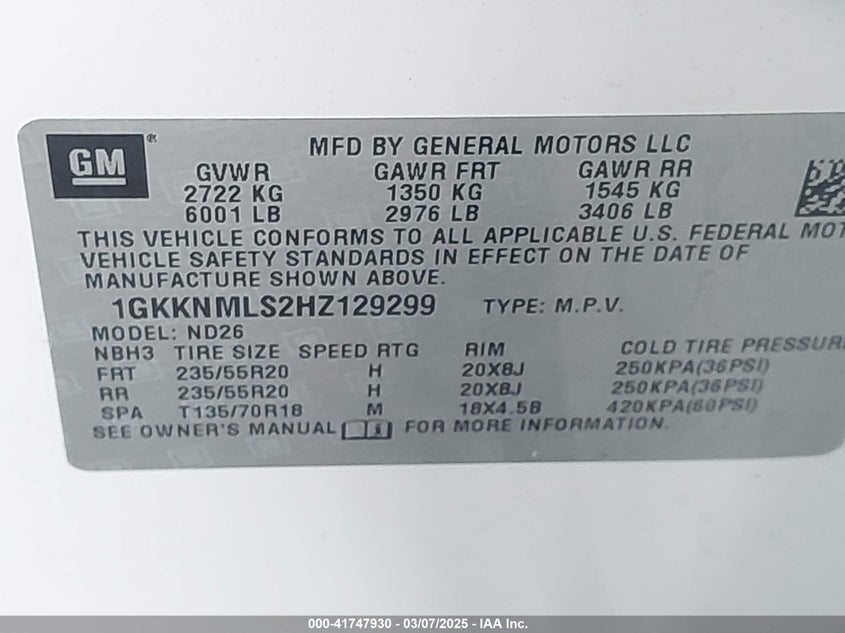 GM®
MFD BY GENERAL MOTORS LLC
GVWR GAWR FRT GAWR RR
2722 KG 1350 KG 1545 KG
6001 LB 2976 LB 3406 LB
THIS VEHICLE CONFORMS TO ALL APPLICABLE U.S. FEDERAL MOT
VEHICLE SAFETY STANDARDS IN EFFECT ON THE DATE OF
MANUFACTURE SHOWN ABOVE.
1GKKNMLS2HZ129299 TYPE: M.P.V.
MODEL: ND26
NBH3 TIRE SIZE SPEED RTG RIM COLD TIRE PRESSURE
FRT 235/55R20 H 20X8J 250KPA(36PSI)
RR 235/55R20 H 20X8J 250KPA(36PSI)
SPA T135/70R18 M 18X4.5B 420KPA(60PSI)
SEE OWNER'S MANUAL FOR MORE INFORMATION.
000-41747930 — 03/07/2025 - IAA Inc.